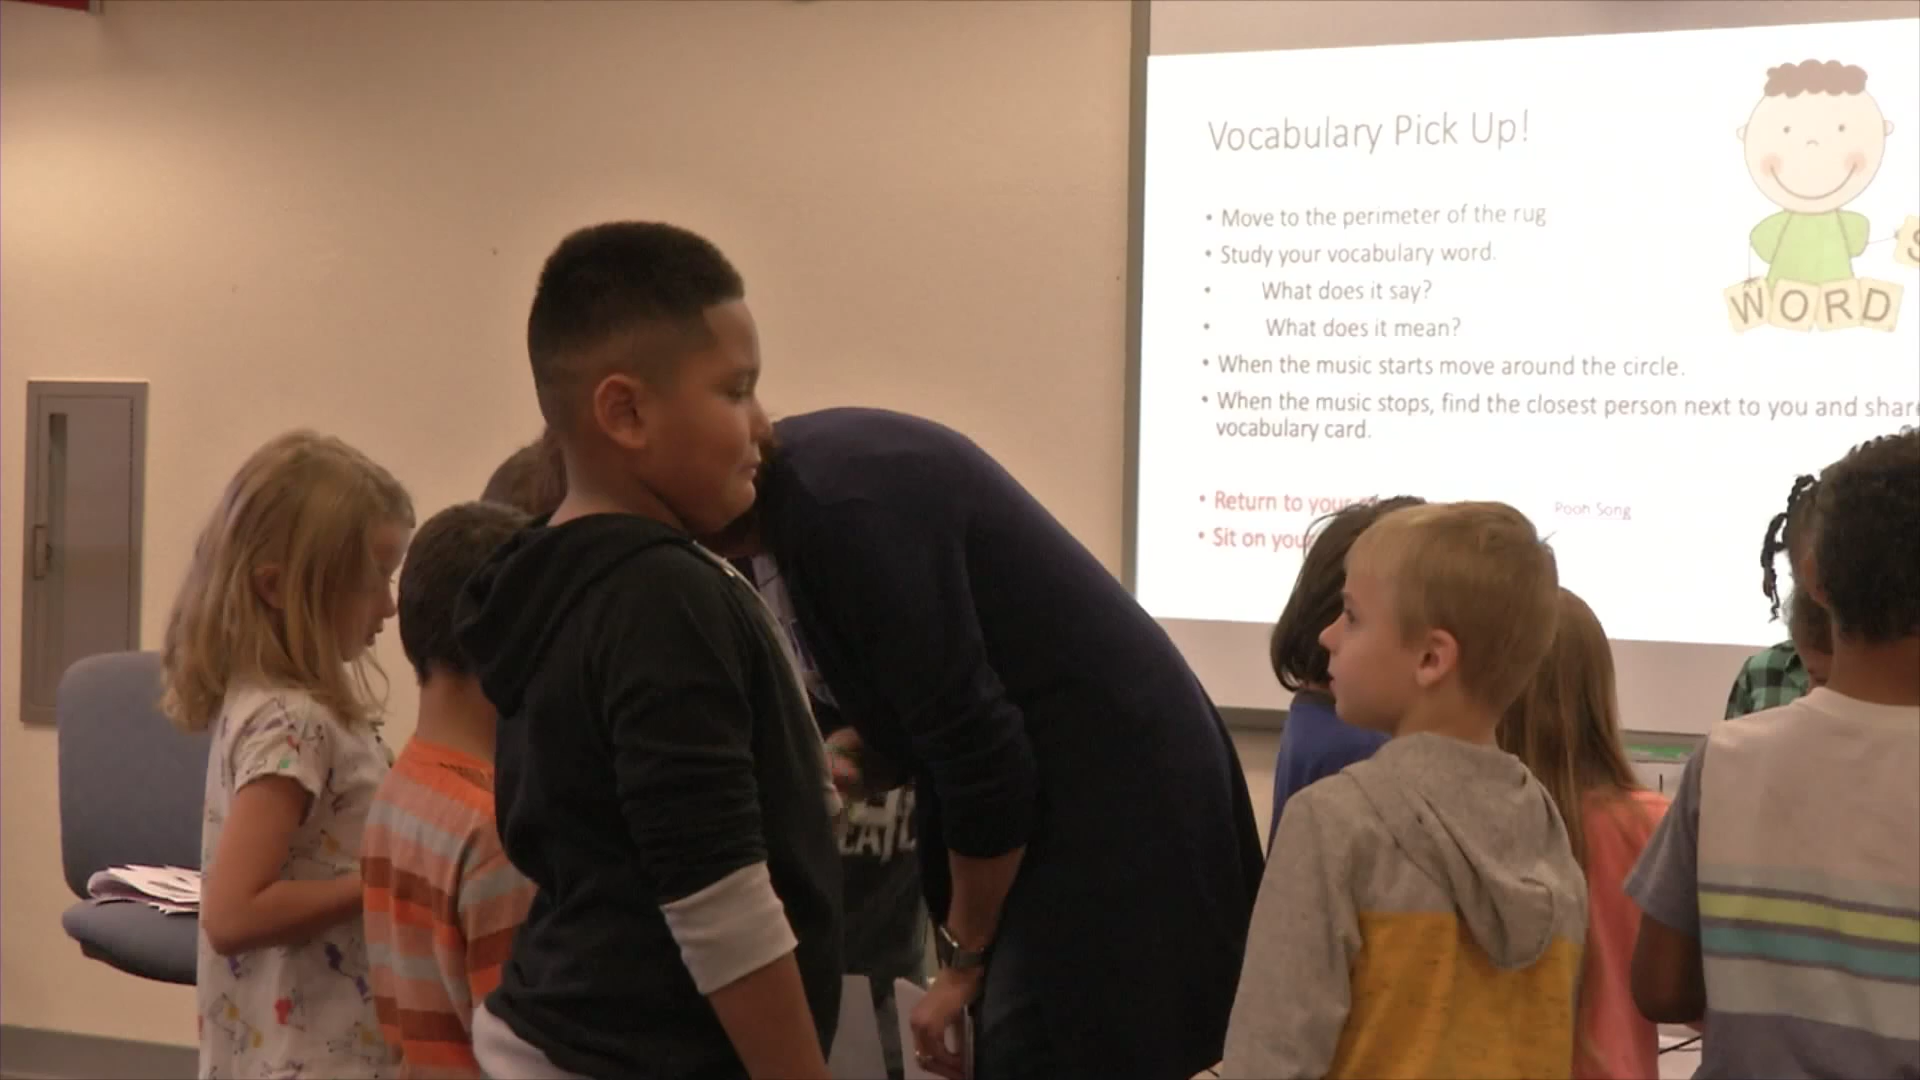 Vocabulary Pick Up!
• Move to the perimeter of the rug
• Study your vocabulary word.
• What does it say?
• What does it mean?
• When the music starts move around the circle.
• When the music stops, find the closest person next to you and shar
vocabulary card.
• Return to your
• Sit on your
Pooh Song
S
WORD